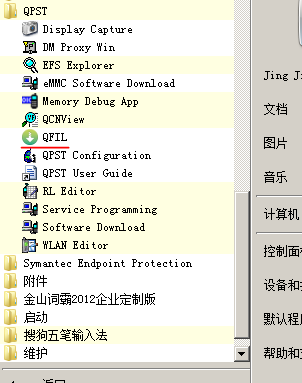 QPST
Display Capture
DM Proxy Win
EFS Explorer
eMMC Software Download
Memory Debug App
QCNView
QFIL
QPST Configuration
QPST User Guide
RL Editor
Service Programming
Software Download
WLAN Editor
Symantec Endpoint Protection
附件
金山词霸2012企业定制版
启动
搜狗五笔输入法
维护
Jing
文档
图片
音乐
计算机
控制面
设备和
默认程
帮助和